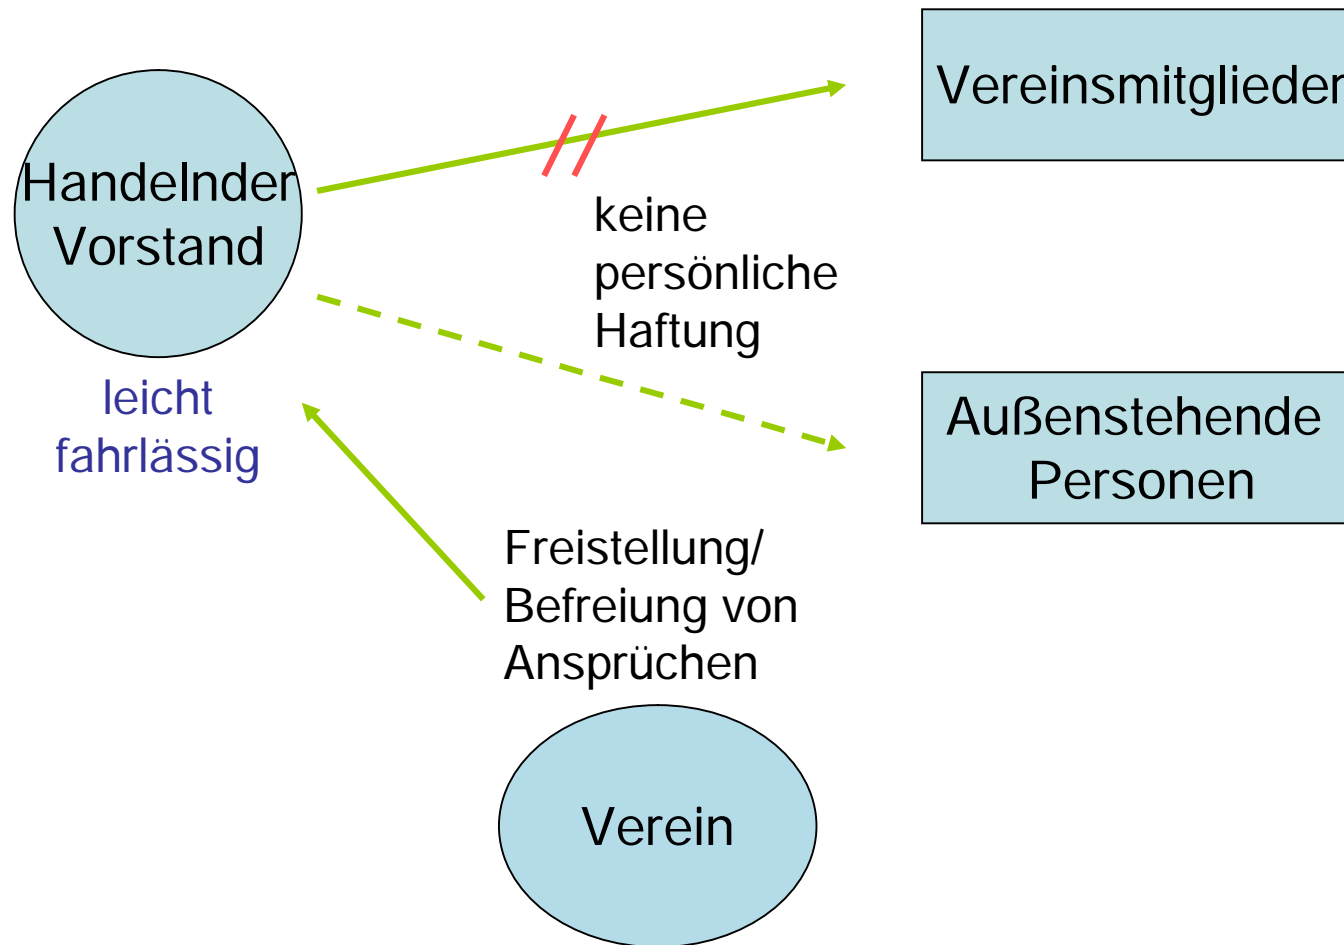 Vereinsmitglieder
Handelnder
Vorstand
keine
persönliche
Haftung
leicht
fahrlässig
Außenstehende
Personen
Freistellung/
Befreiung von
Ansprüchen
Verein